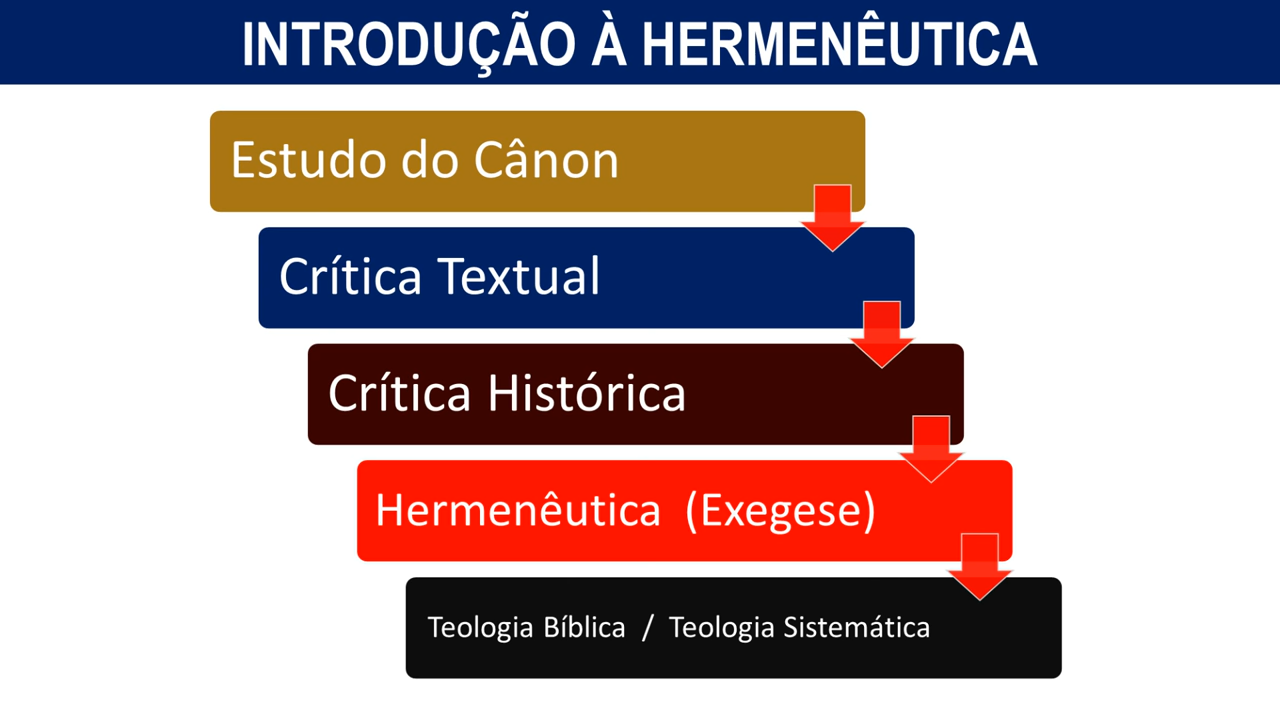 INTRODUÇÃO À HERMENÊUTICA
Estudo do Cânon
Crítica Textual
Crítica Histórica
Hermenêutica (Exegese)
Teologia Bíblica / Teologia Sistemática